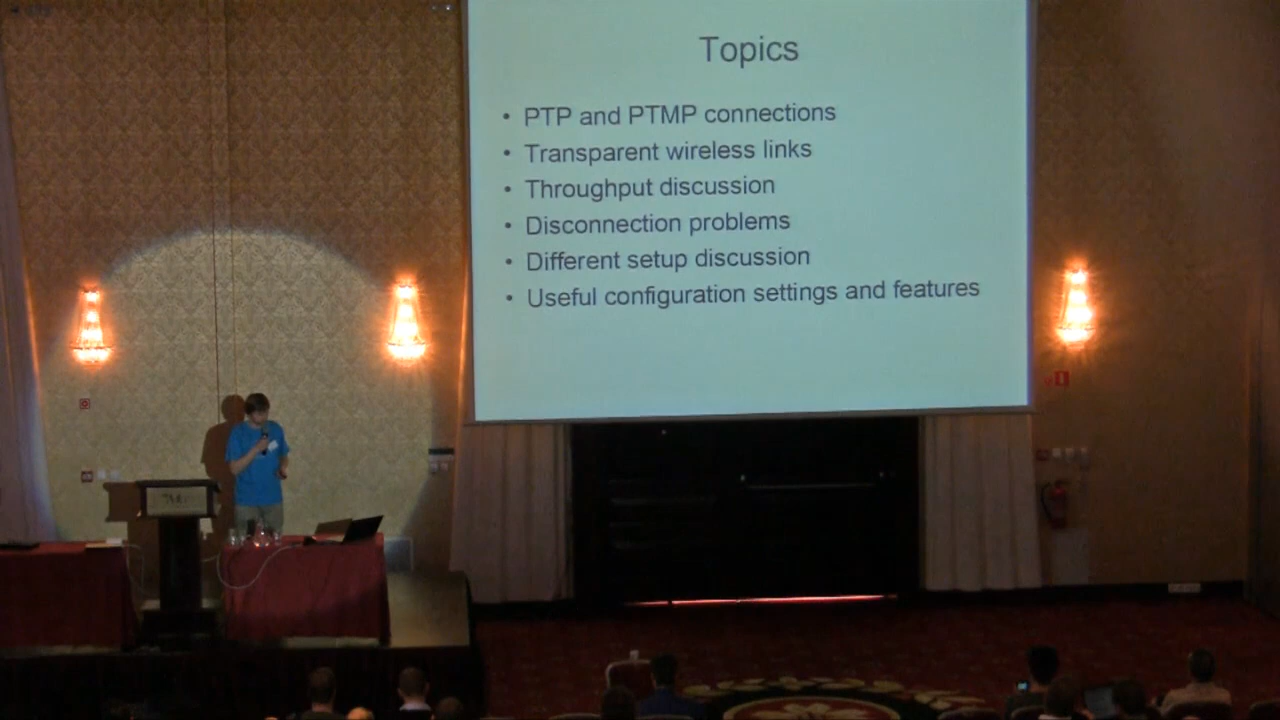 Topics
• PTP and PTMP connections
• Transparent wireless links
• Throughput discussion
• Disconnection problems
• Different setup discussion
• Useful configuration settings and features